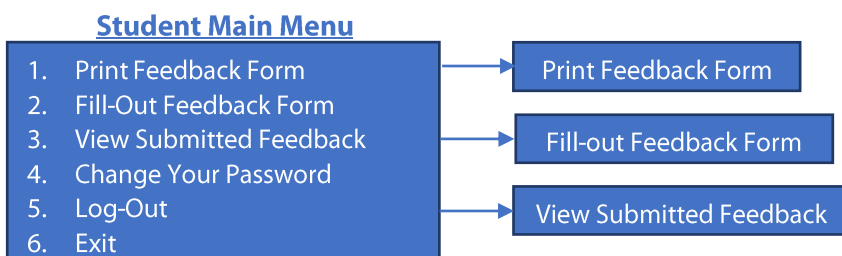 Student Main Menu
1. Print Feedback Form
2. Fill-Out Feedback Form
3. View Submitted Feedback
4. Change Your Password
5. Log-Out
6. Exit
Print Feedback Form
Fill-out Feedback Form
View Submitted Feedback